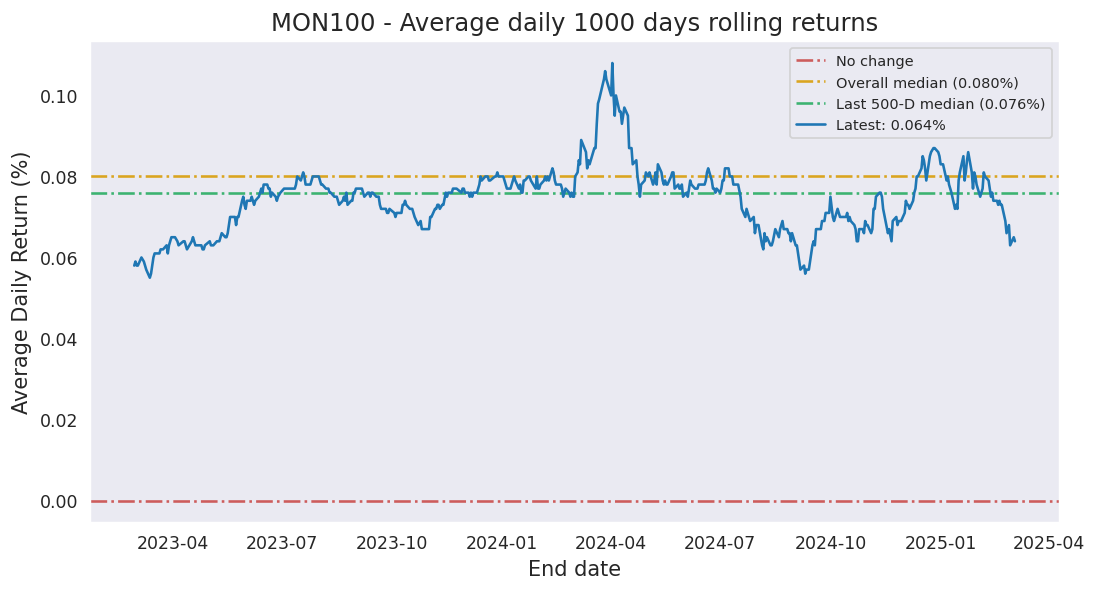 MON100 - Average daily 1000 days rolling returns
No change
Overall median (0.080%)
Last 500-D median (0.076%)
Latest: 0.064%
Average Daily Return (%)
0.10
0.08
0.06
0.04
0.02
0.00
2023-04 2023-07 2023-10 2024-01 2024-04 2024-07 2024-10 2025-01 2025-04
End date